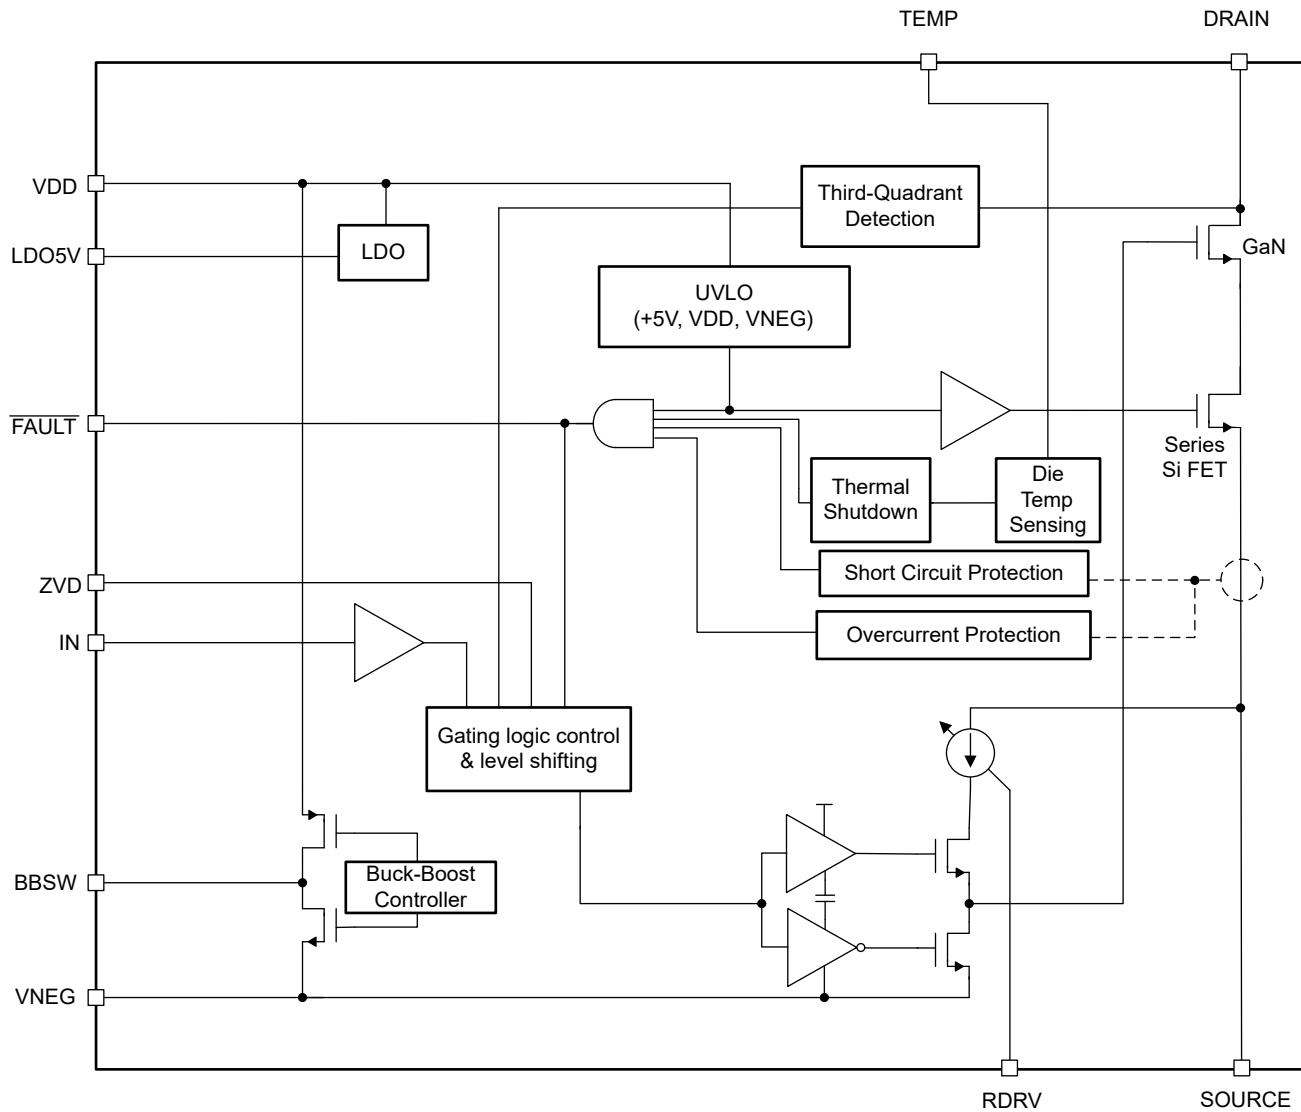 TEMP
DRAIN
VDD
Third-Quadrant
Detection
LDO5V
LDO
GaN
UVLO
(+5V, VDD, VNEG)
FAULT
Series
Si FET
Thermal
Shutdown
Die
Temp
Sensing
Short Circuit Protection
ZVD
Overcurrent Protection
IN
Gating logic control
& level shifting
Buck-Boost
Controller
BBSW
VNEG
RDRV
SOURCE